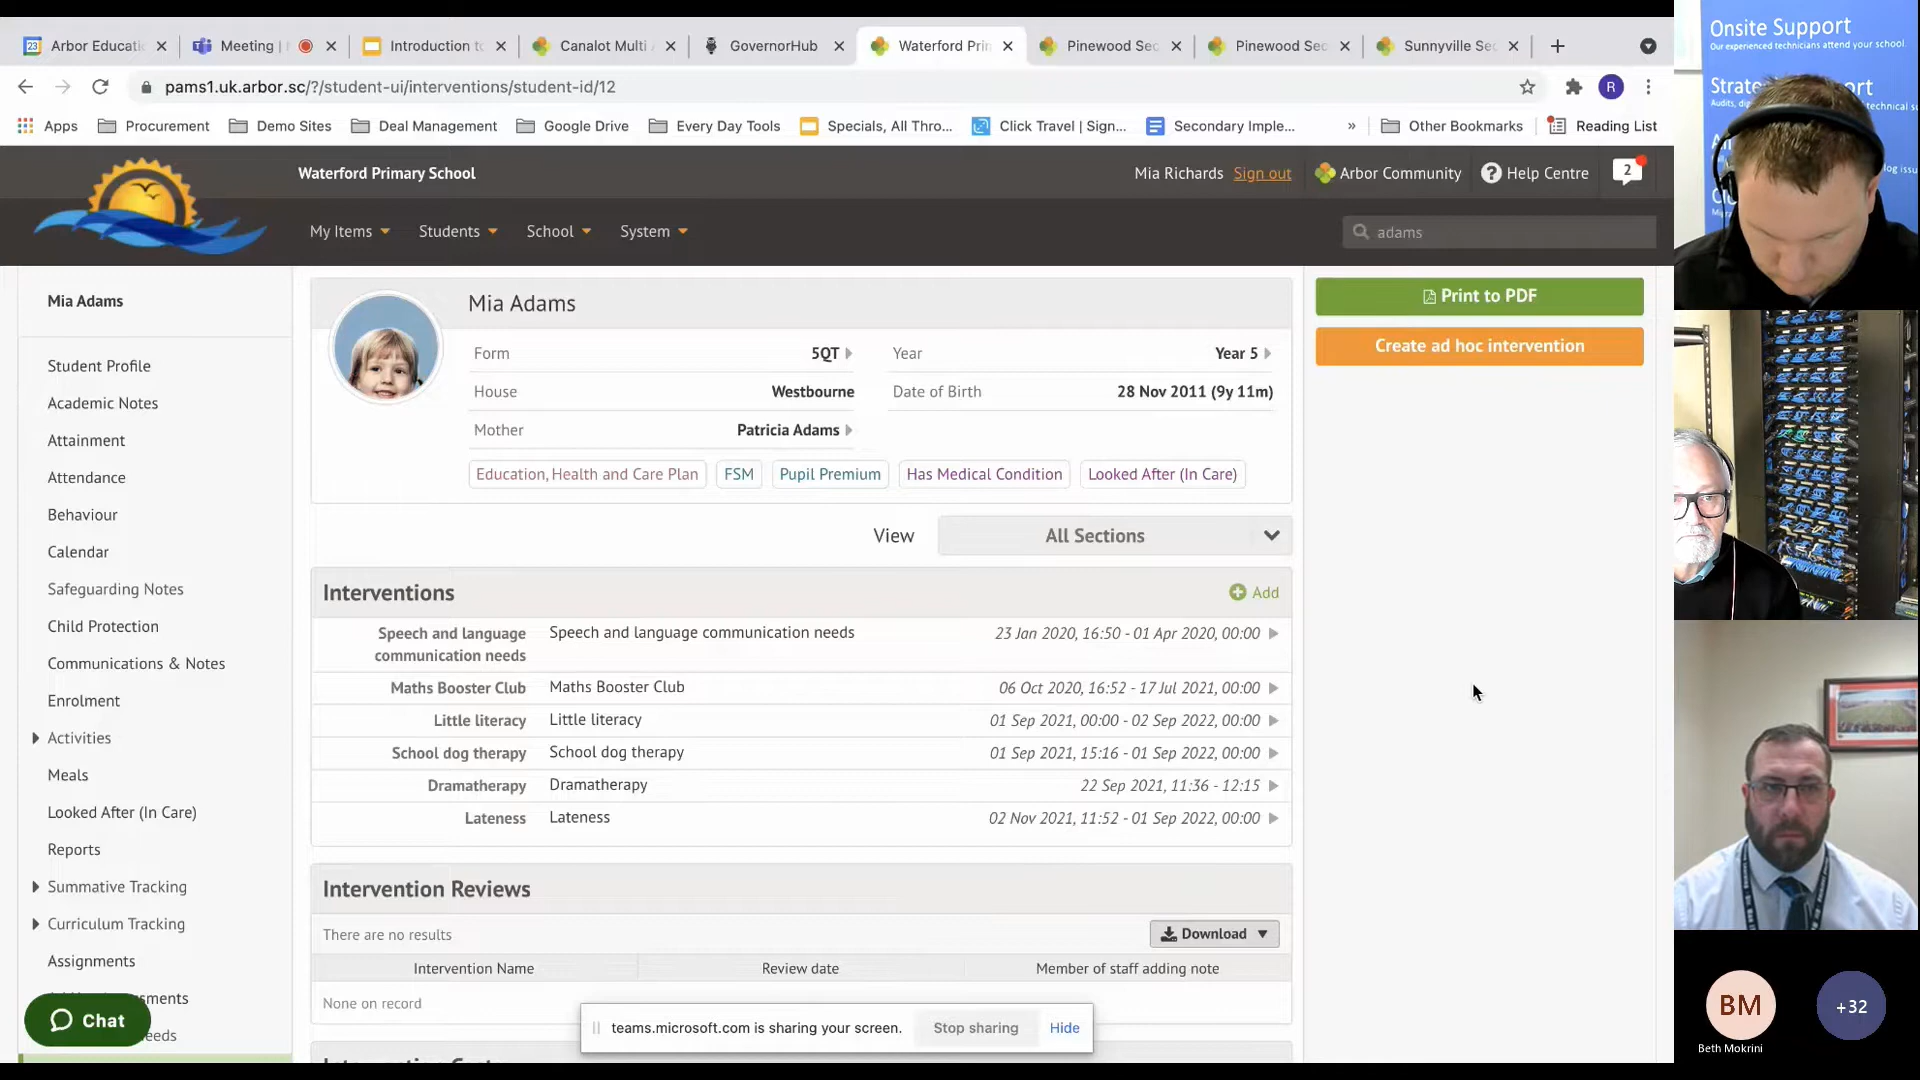 23 Arbor Educati
Meeting |
Introduction to
Canalot Multi A
GovernorHub
Waterford Prim
Pinewood Sec
Pinewood Sec
Sunnyville Sec
pams1.uk.arbor.sc/?/student-ui/interventions/student-id/12
R
Apps
Procurement
Demo Sites
Deal Management
Google Drive
Every Day Tools
Specials, All Thro...
Click Travel | Sign...
Secondary Imple...
»
Other Bookmarks
Reading List
Waterford Primary School
Mia Richards Sign out
Arbor Community
Help Centre
2
My Items
Students
School
System
adams
Mia Adams
Student Profile
Academic Notes
Attainment
Attendance
Behaviour
Calendar
Safeguarding Notes
Child Protection
Communications & Notes
Enrolment
Activities
Meals
Looked After (In Care)
Reports
Summative Tracking
Curriculum Tracking
Assignments
Chat
Mia Adams
Form 5QT
Year Year 5
House Westbourne
Date of Birth 28 Nov 2011 (9y 11m)
Mother Patricia Adams
Education, Health and Care Plan FSM Pupil Premium Has Medical Condition Looked After (In Care)
View All Sections
Interventions
Add
Speech and language communication needs Speech and language communication needs 23 Jan 2020, 16:50 - 01 Apr 2020, 00:00
Maths Booster Club Maths Booster Club 06 Oct 2020, 16:52 - 17 Jul 2021, 00:00
Little literacy Little literacy 01 Sep 2021, 00:00 - 02 Sep 2022, 00:00
School dog therapy School dog therapy 01 Sep 2021, 15:16 - 01 Sep 2022, 00:00
Dramatherapy Dramatherapy 22 Sep 2021, 11:36 - 12:15
Lateness Lateness 02 Nov 2021, 11:52 - 01 Sep 2022, 00:00
Intervention Reviews
There are no results
Download
Intervention Name Review date Member of staff adding note
None on record
teams.microsoft.com is sharing your screen.
Stop sharing
Hide
Print to PDF
Create ad hoc intervention
Onsite Support
Our experienced technicians attend your school.
BM
Beth Mokrini
+32